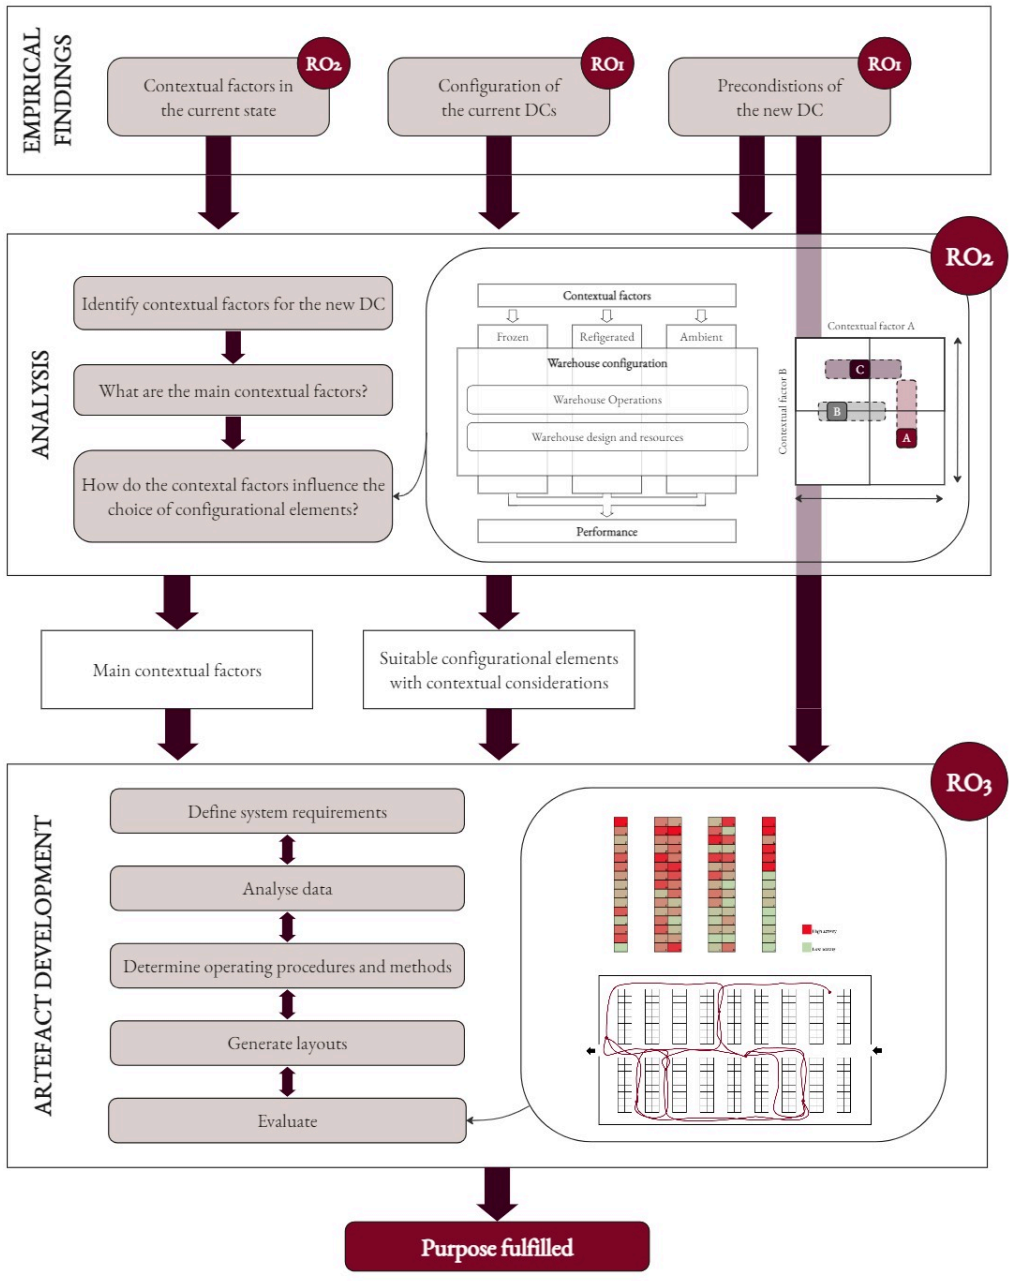 EMPIRICAL
FINDINGS
RO2
Contextual factors in
the current state
RO1
Configuration of
the current DCs
RO1
Precondistions of
the new DC
RO2
ANALYSIS
Identify contextual factors for the new DC
What are the main contextual factors?
How do the contextal factors influence the
choice of configurational elements?
Contextual factors
Frozen
Refigerated
Ambient
Warehouse configuration
Warehouse Operations
Warehouse design and resources
Performance
Contextual factor A
Contextual factor B
C
B
A
Main contextual factors
Suitable configurational elements
with contextual considerations
RO3
ARTEFACT DEVELOPMENT
Define system requirements
Analyse data
Determine operating procedures and methods
Generate layouts
Evaluate
Purpose fulfilled